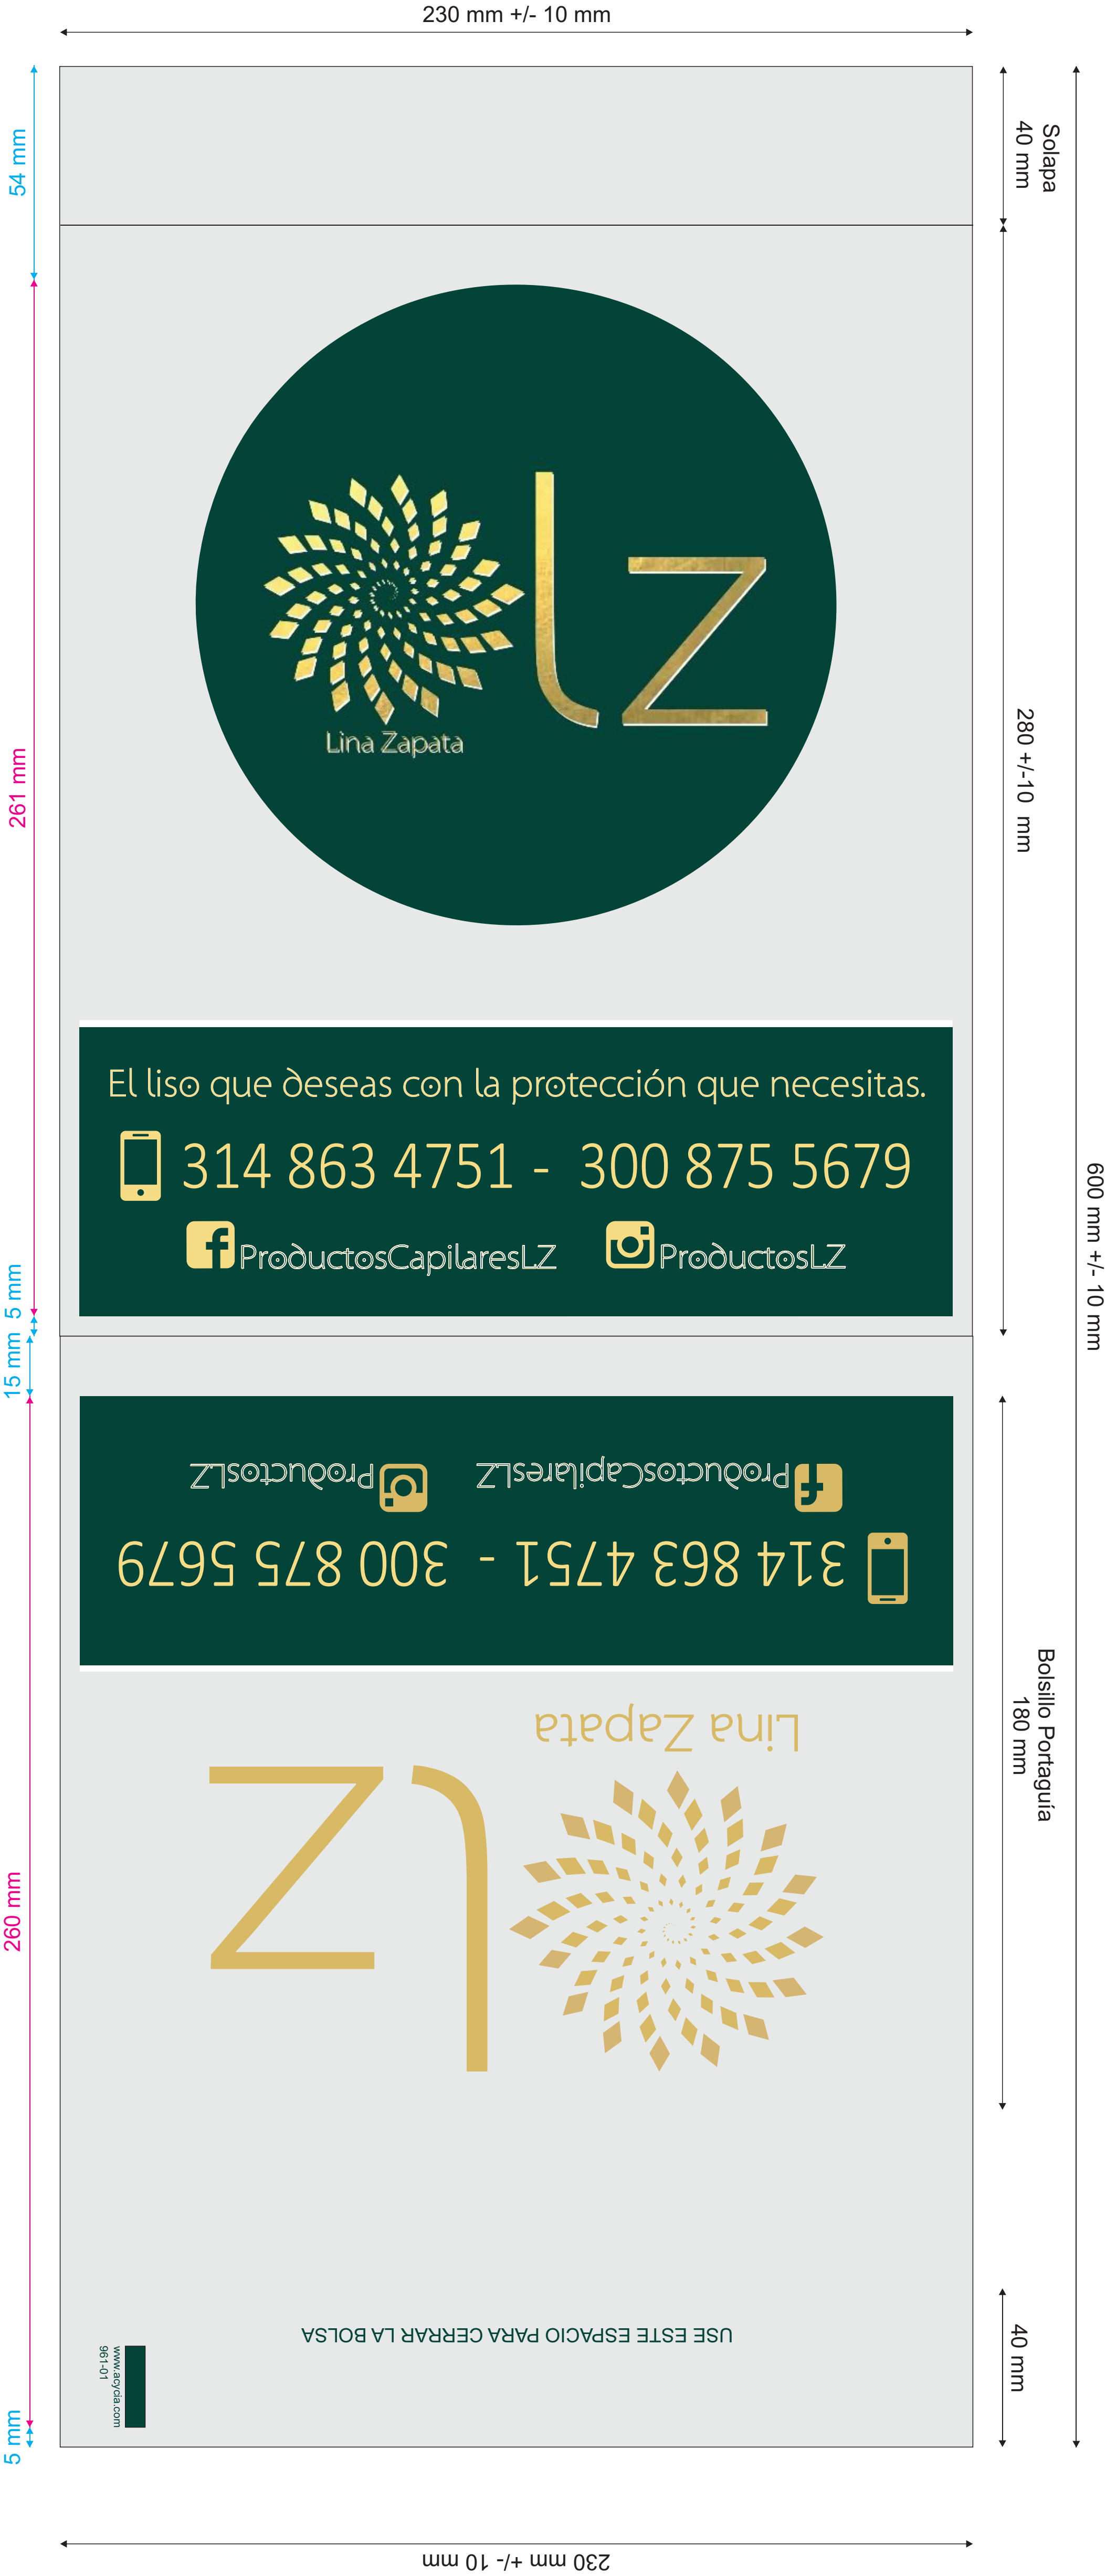 230 mm +/- 10 mm
54 mm
Solapa
40 mm
lz
Lina Zapata
261 mm
280 +/-10 mm
600 mm +/- 10 mm
El liso que deseas con la protección que necesitas.
314 863 4751 - 300 875 5679
ProductosCapilaresLZ ProductosLZ
5 mm
15 mm
ProductosCapilaresLZ ProductosLZ
314 863 4751 - 300 875 5679
Bolsillo Portaguía
180 mm
Lina Zapata
lz
260 mm
USE ESTE ESPACIO PARA CERRAR LA BOLSA
40 mm
www.acycia.com
961-01
5 mm
230 mm +/- 10 mm